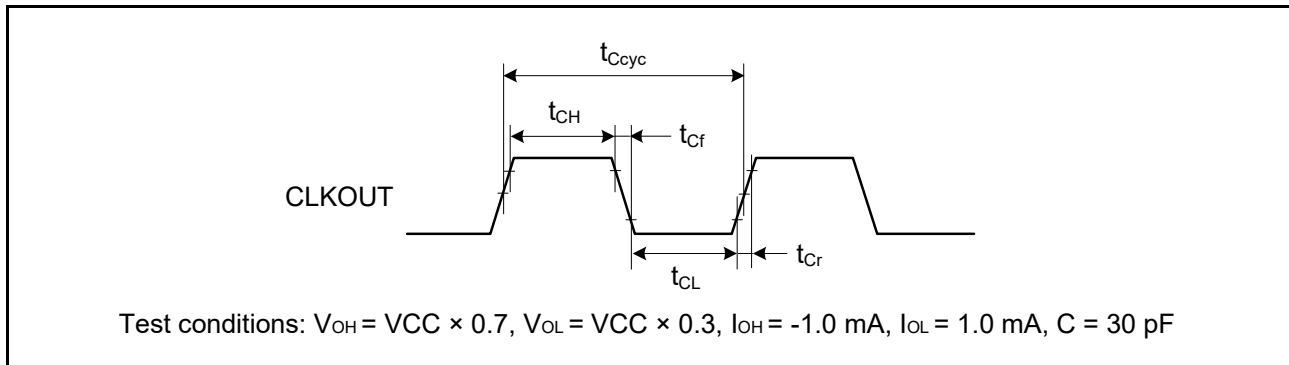 tCcyc
tCH
tCf
CLKOUT
tCr
tCL
Test conditions: VOH = VCC × 0.7, VOL = VCC × 0.3, IOH = -1.0 mA, IOL = 1.0 mA, C = 30 pF